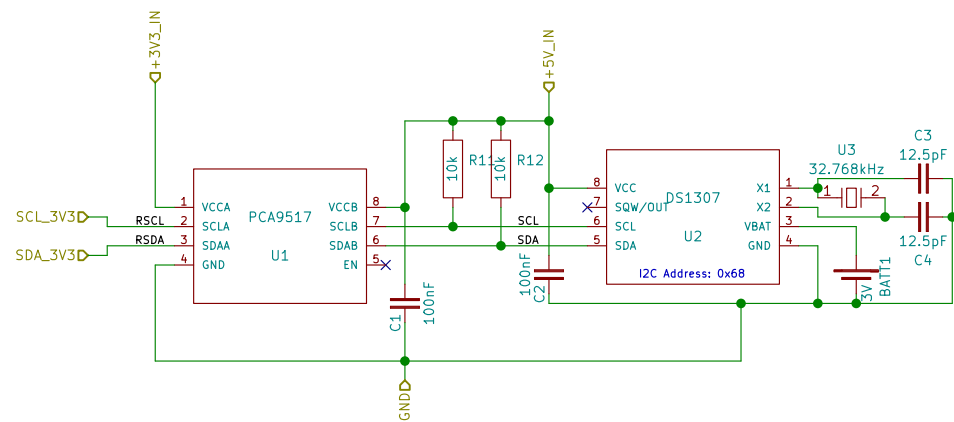 +3V3_IN
+5V_IN
SCL_3V3
SDA_3V3
RSCL
RSDA
1
2
3
4
VCCA
SCLA
SDAA
GND
PCA9517
U1
VCCB
SCLB
SDAB
EN
8
7
6
5
10k
R11
10k
R12
C1
100nF
GND
SCL
SDA
100nF
C2
8
7
6
5
VCC
SQW/OUT
SCL
SDA
DS1307
U2
I2C Address: 0x68
X1
X2
VBAT
GND
1
2
3
4
U3
32.768kHz
1
2
C3
12.5pF
12.5pF
C4
3V
BATT1